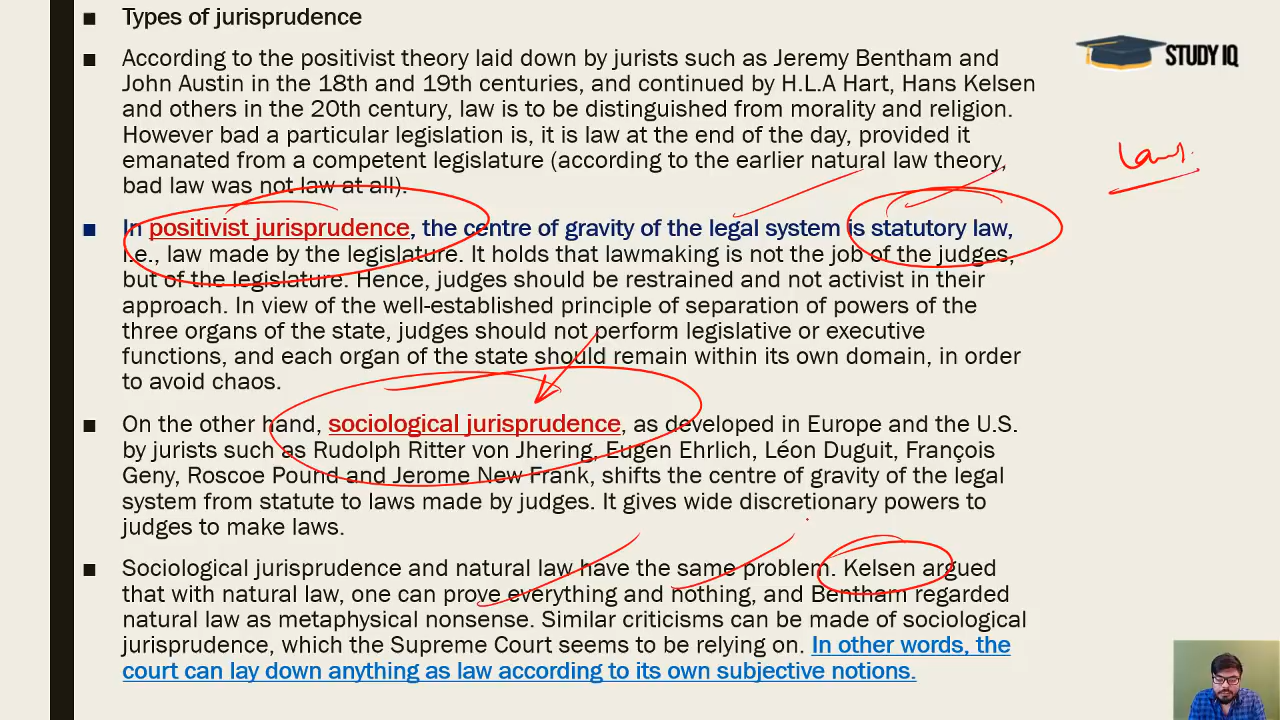 Types of jurisprudence
According to the positivist theory laid down by jurists such as Jeremy Bentham and
John Austin in the 18th and 19th centuries, and continued by H.L.A Hart, Hans Kelsen
and others in the 20th century, law is to be distinguished from morality and religion.
However bad a particular legislation is, it is law at the end of the day, provided it
emanated from a competent legislature (according to the earlier natural law theory,
bad law was not law at all).
In positivist jurisprudence, the centre of gravity of the legal system is statutory law,
i.e., law made by the legislature. It holds that lawmaking is not the job of the judges,
but of the legislature. Hence, judges should be restrained and not activist in their
approach. In view of the well-established principle of separation of powers of the
three organs of the state, judges should not perform legislative or executive
functions, and each organ of the state should remain within its own domain, in order
to avoid chaos.
On the other hand, sociological jurisprudence, as developed in Europe and the U.S.
by jurists such as Rudolph Ritter von Jhering, Eugen Ehrlich, Léon Duguit, François
Geny, Roscoe Pound and Jerome New Frank, shifts the centre of gravity of the legal
system from statute to laws made by judges. It gives wide discretionary powers to
judges to make laws.
Sociological jurisprudence and natural law have the same problem. Kelsen argued
that with natural law, one can prove everything and nothing, and Bentham regarded
natural law as metaphysical nonsense. Similar criticisms can be made of sociological
jurisprudence, which the Supreme Court seems to be relying on. In other words, the
court can lay down anything as law according to its own subjective notions.
STUDY IQ